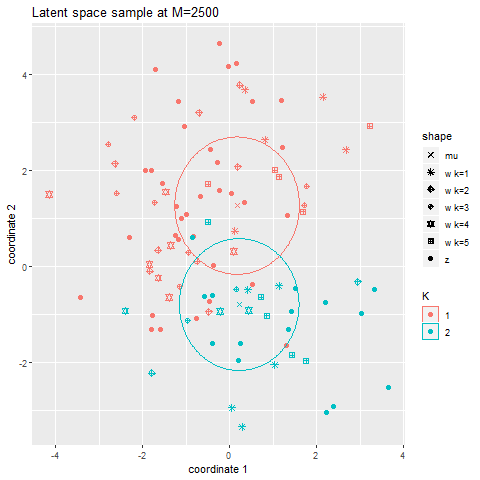 Latent space sample at M=2500
4
2
0
-2
-4
-2
0
2
4
coordinate 1
coordinate 2
shape
mu
w k=1
w k=2
w k=3
w k=4
w k=5
z
K
1
2